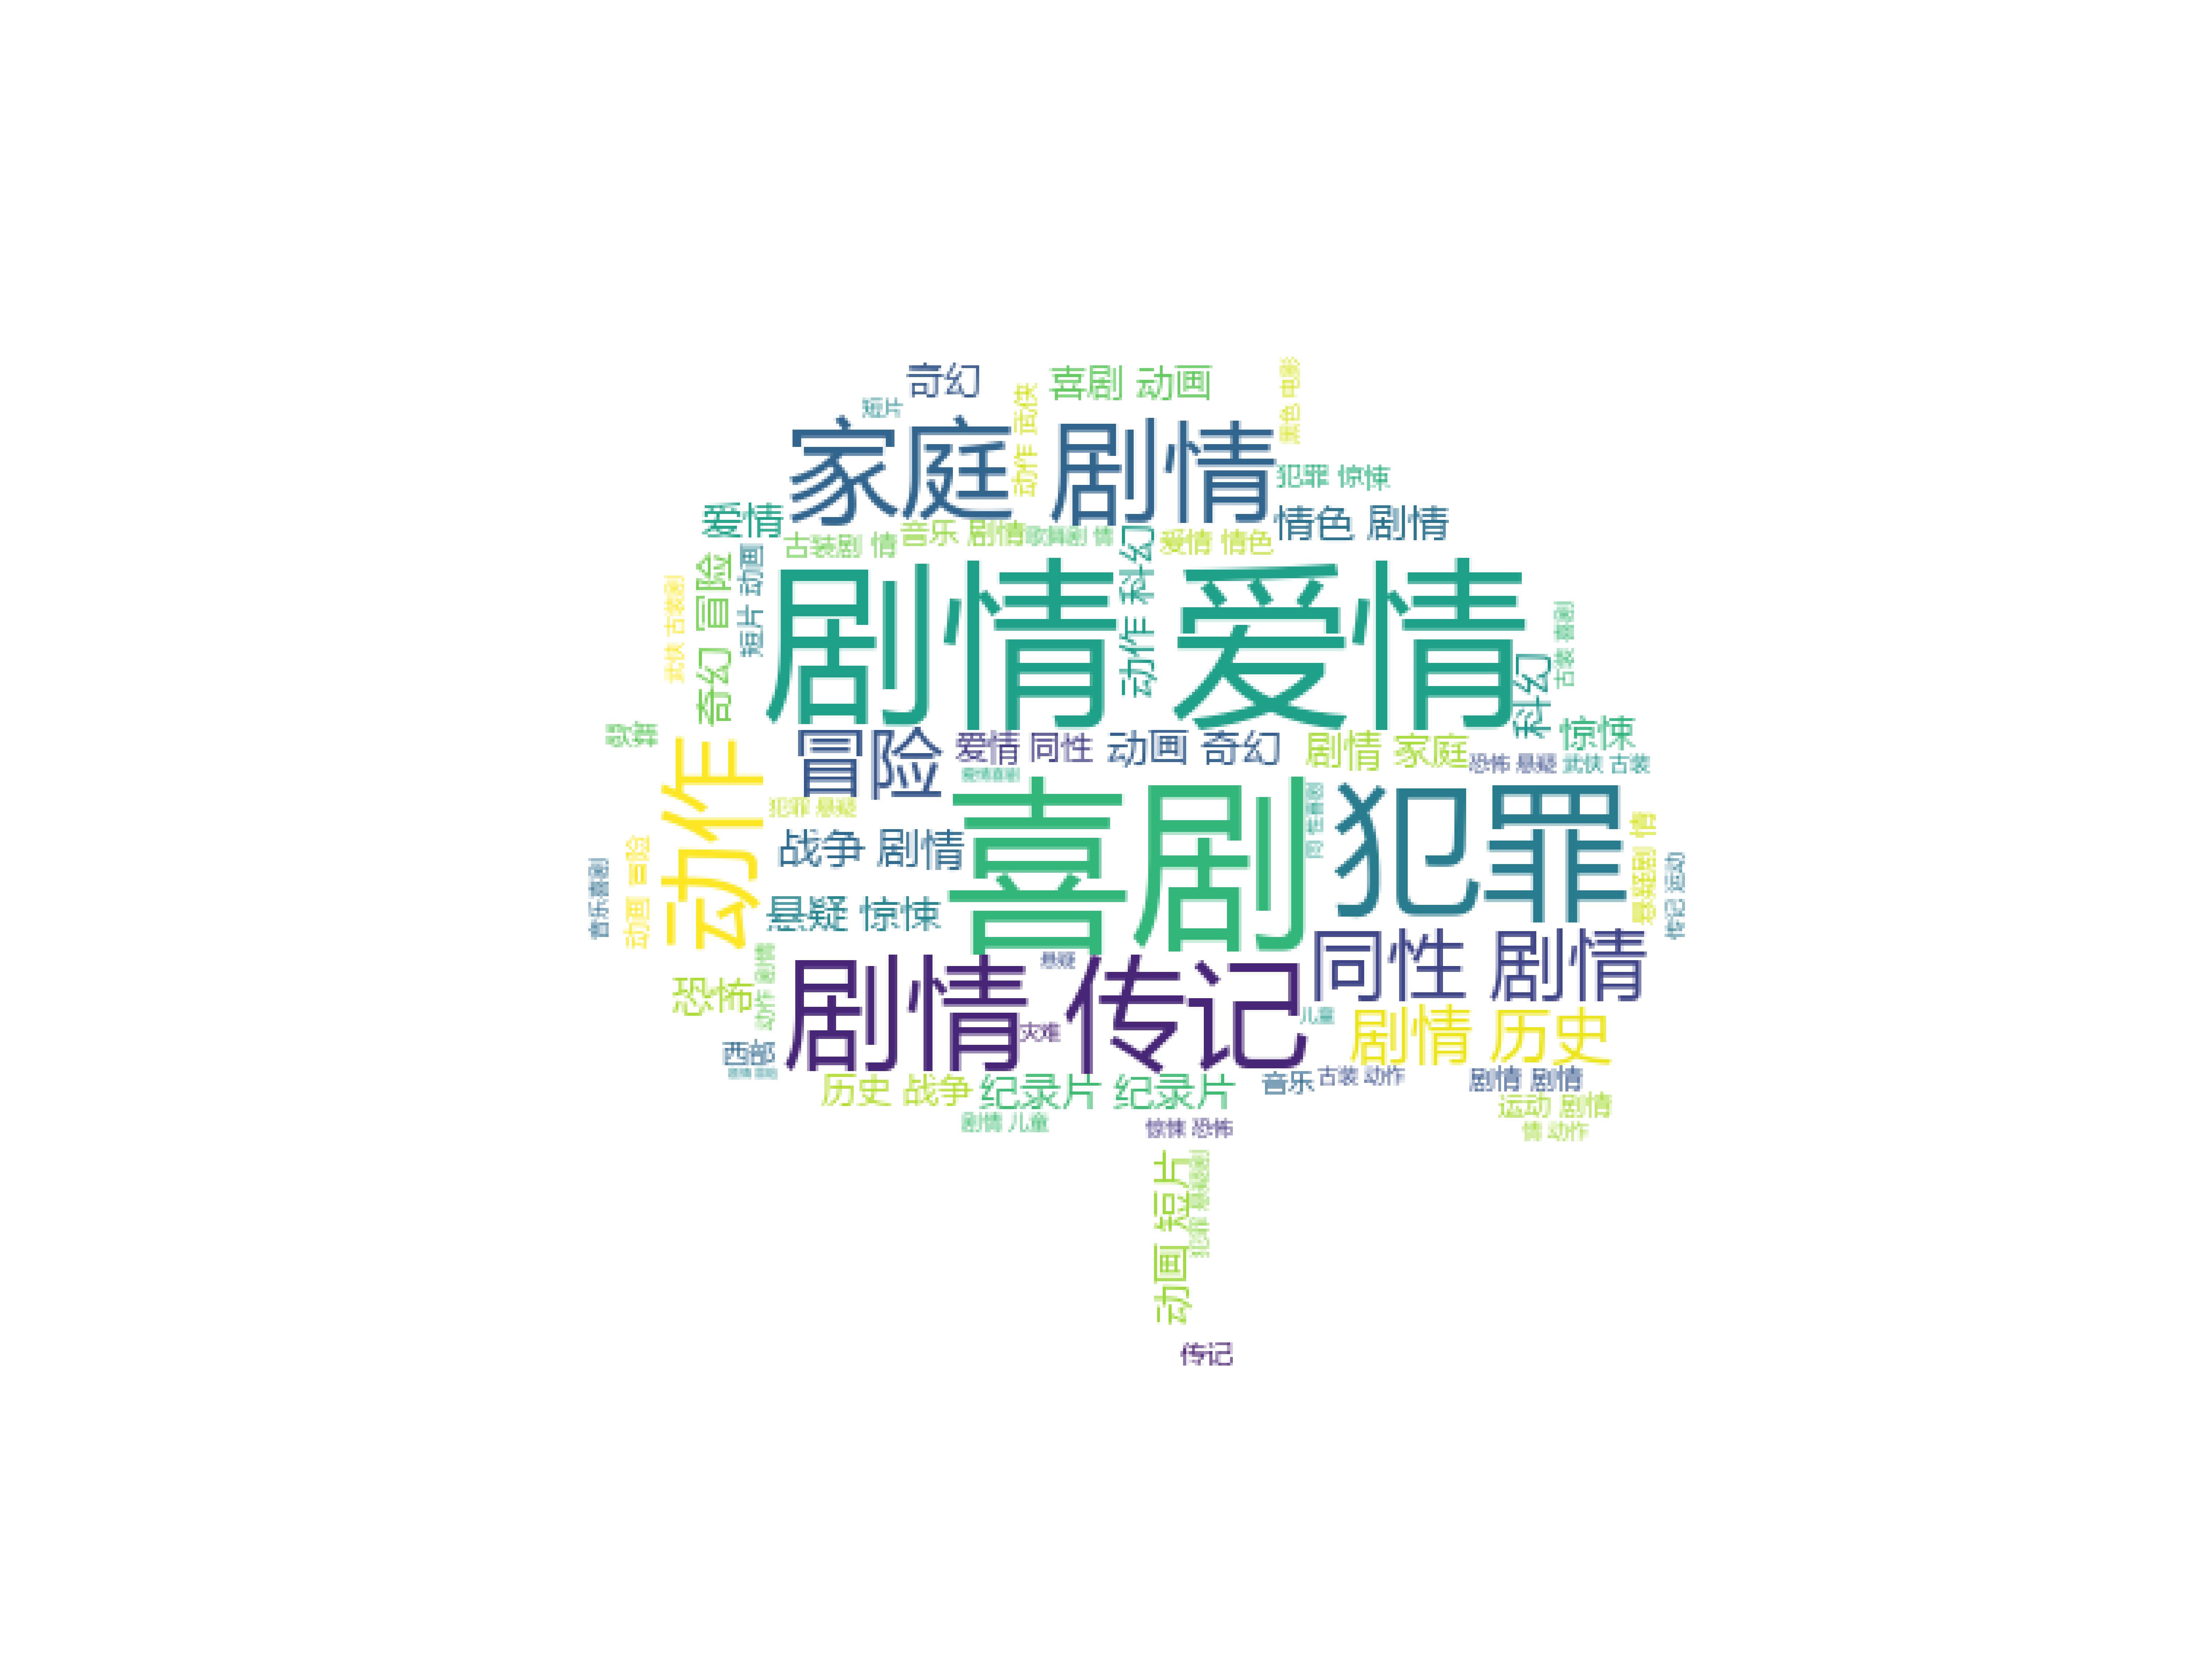 奇幻
喜剧 动画
黑色 电影
短片
动作 武侠
家庭 剧情
犯罪 惊悚
爱情
情色 剧情
古装剧 情
音乐 剧情
歌舞剧 情
动作 科幻
爱情 情色
奇幻 冒险
短片 动画
武侠 古装剧
剧情 爱情
古装 喜剧
科幻
惊悚
动作
冒险
爱情 同性
动画 奇幻
剧情 家庭
恐怖 悬疑
武侠 古装
爱情喜剧
犯罪 悬疑
喜剧
犯罪
战争 剧情
动画 冒险
音乐喜剧
悬疑剧 情
传记 运动
悬疑 惊悚
同性 剧情
恐怖
动作 剧情
剧情 传记
悬疑
灾难
儿童
剧情 历史
西部
历史 战争
纪录片 纪录片
音乐
古装 动作
剧情 剧情
运动 剧情
剧情 儿童
惊悚 恐怖
情 动作
动画 短片
犯罪 悬疑剧
传记